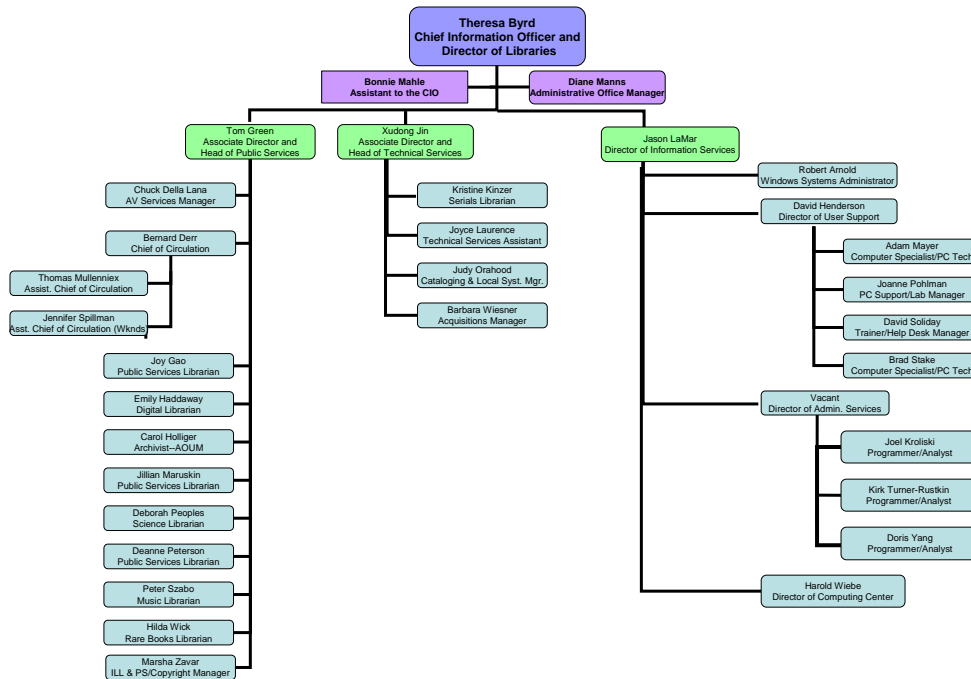 Theresa Byrd
Chief Information Officer and
Director of Libraries
Bonnie Mahle
Assistant to the CIO
Diane Manns
Administrative Office Manager
Tom Green
Associate Director and
Head of Public Services
Xudong Jin
Associate Director and
Head of Technical Services
Jason LaMar
Director of Information Services
Chuck Della Lana
AV Services Manager
Bernard Derr
Chief of Circulation
Thomas Mullenniex
Assist. Chief of Circulation
Jennifer Spillman
Asst. Chief of Circulation (Wknds)
Joy Gao
Public Services Librarian
Emily Haddaway
Digital Librarian
Carol Holliger
Archivist--AOUM
Jillian Maruskin
Public Services Librarian
Deborah Peoples
Science Librarian
Deanne Peterson
Public Services Librarian
Peter Szabo
Music Librarian
Hilda Wick
Rare Books Librarian
Marsha Zavar
ILL & PS/Copyright Manager
Kristine Kinzer
Serials Librarian
Joyce Laurence
Technical Services Assistant
Judy Orahood
Cataloging & Local Syst. Mgr.
Barbara Wiesner
Acquisitions Manager
Robert Arnold
Windows Systems Administrator
David Henderson
Director of User Support
Adam Mayer
Computer Specialist/PC Tech
Joanne Pohlman
PC Support/Lab Manager
David Soliday
Trainer/Help Desk Manager
Brad Stake
Computer Specialist/PC Tech
Vacant
Director of Admin. Services
Joel Kroliski
Programmer/Analyst
Kirk Turner-Rustkin
Programmer/Analyst
Doris Yang
Programmer/Analyst
Harold Wiebe
Director of Computing Center